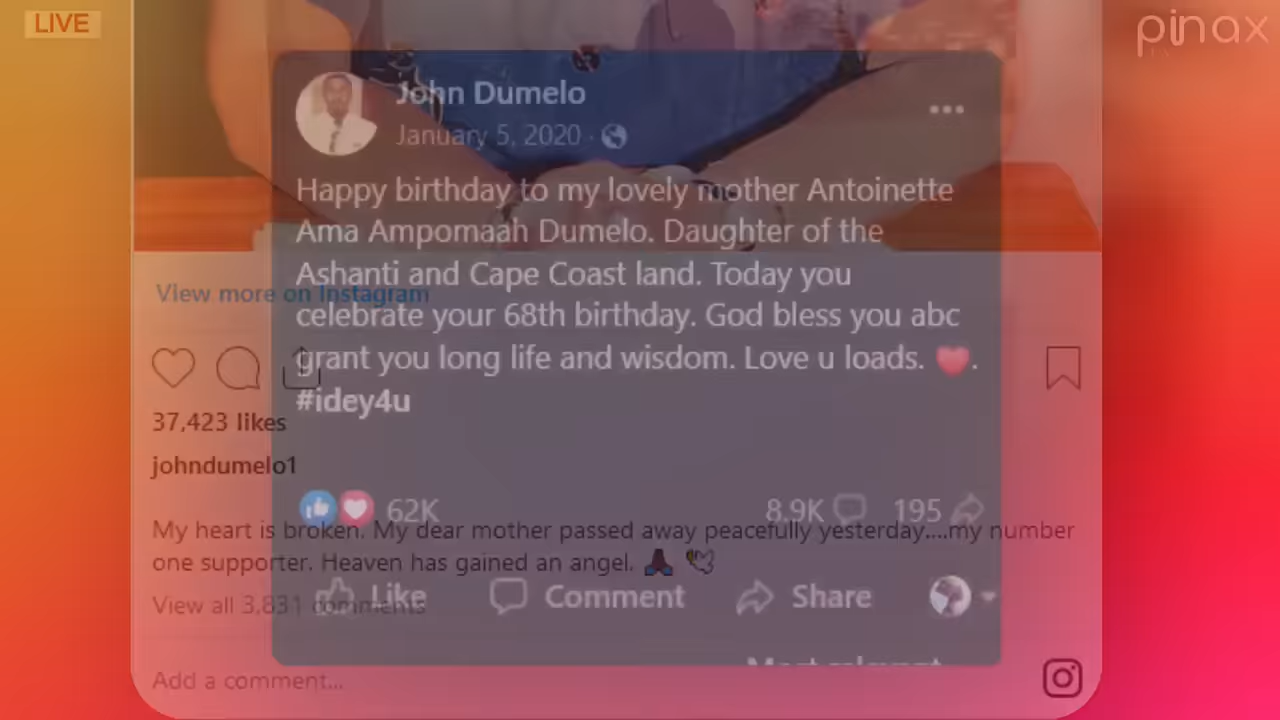 LIVE
pinax
John Dumelo
January 5, 2020 ·
Happy birthday to my lovely mother Antoinette
Ama Ampomaah Dumelo. Daughter of the
Ashanti and Cape Coast land. Today you
celebrate your 68th birthday. God bless you abc
grant you long life and wisdom. Love u loads. ❤.
#idey4u
62K
8.9K
195
Like
Comment
Share
Most relevant
View more on Instagram
37,423 likes
johndumelo1
My heart is broken. My dear mother passed away peacefully yesterday....my number
one supporter. Heaven has gained an angel. 🙏🏿 🕊
View all 3,831 comments
Add a comment...